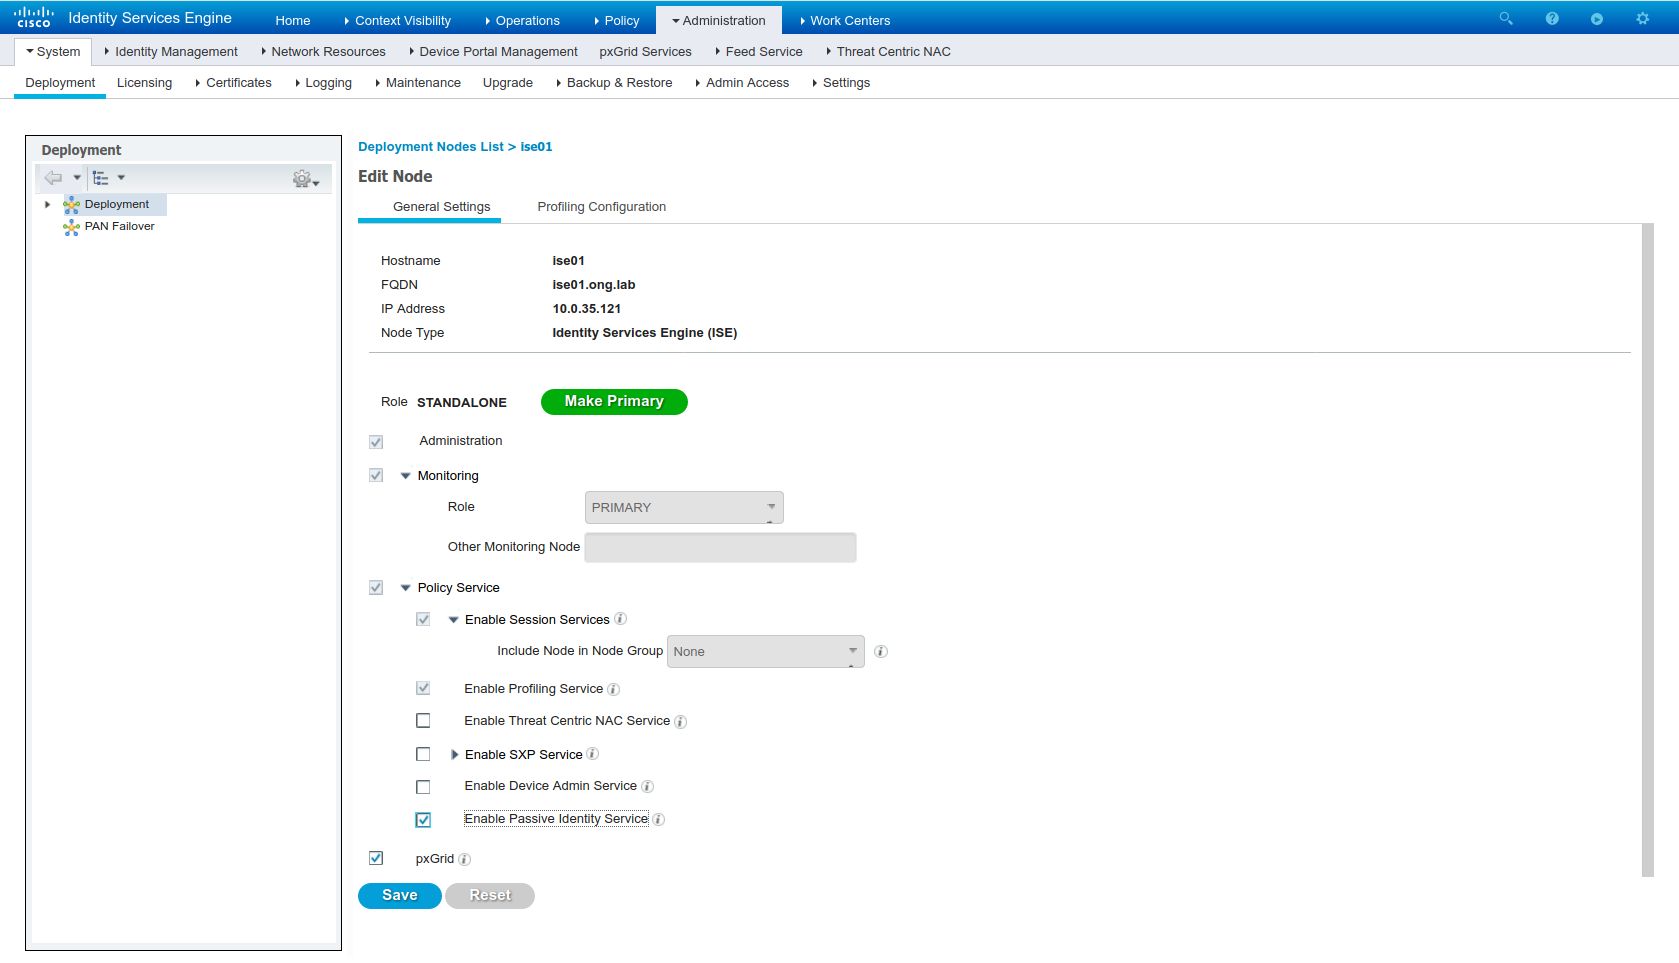 CISCO Identity Services Engine Home Context Visibility Operations Policy Administration Work Centers
System Identity Management Network Resources Device Portal Management pxGrid Services Feed Service Threat Centric NAC
Deployment Licensing Certificates Logging Maintenance Upgrade Backup & Restore Admin Access Settings
Deployment
Deployment
PAN Failover
Deployment Nodes List > ise01
Edit Node
General Settings Profiling Configuration
Hostname ise01
FQDN ise01.ong.lab
IP Address 10.0.35.121
Node Type Identity Services Engine (ISE)
Role STANDALONE Make Primary
Administration
Monitoring
Role PRIMARY
Other Monitoring Node
Policy Service
Enable Session Services
Include Node in Node Group None
Enable Profiling Service
Enable Threat Centric NAC Service
Enable SXP Service
Enable Device Admin Service
Enable Passive Identity Service
pxGrid
Save Reset